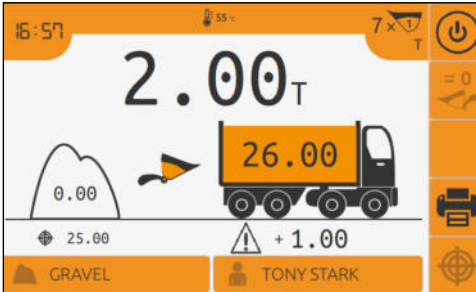 16:57
55 °C
7×
1
T
2.00T
= 0
26.00
0.00
25.00
+ 1.00
GRAVEL
TONY STARK